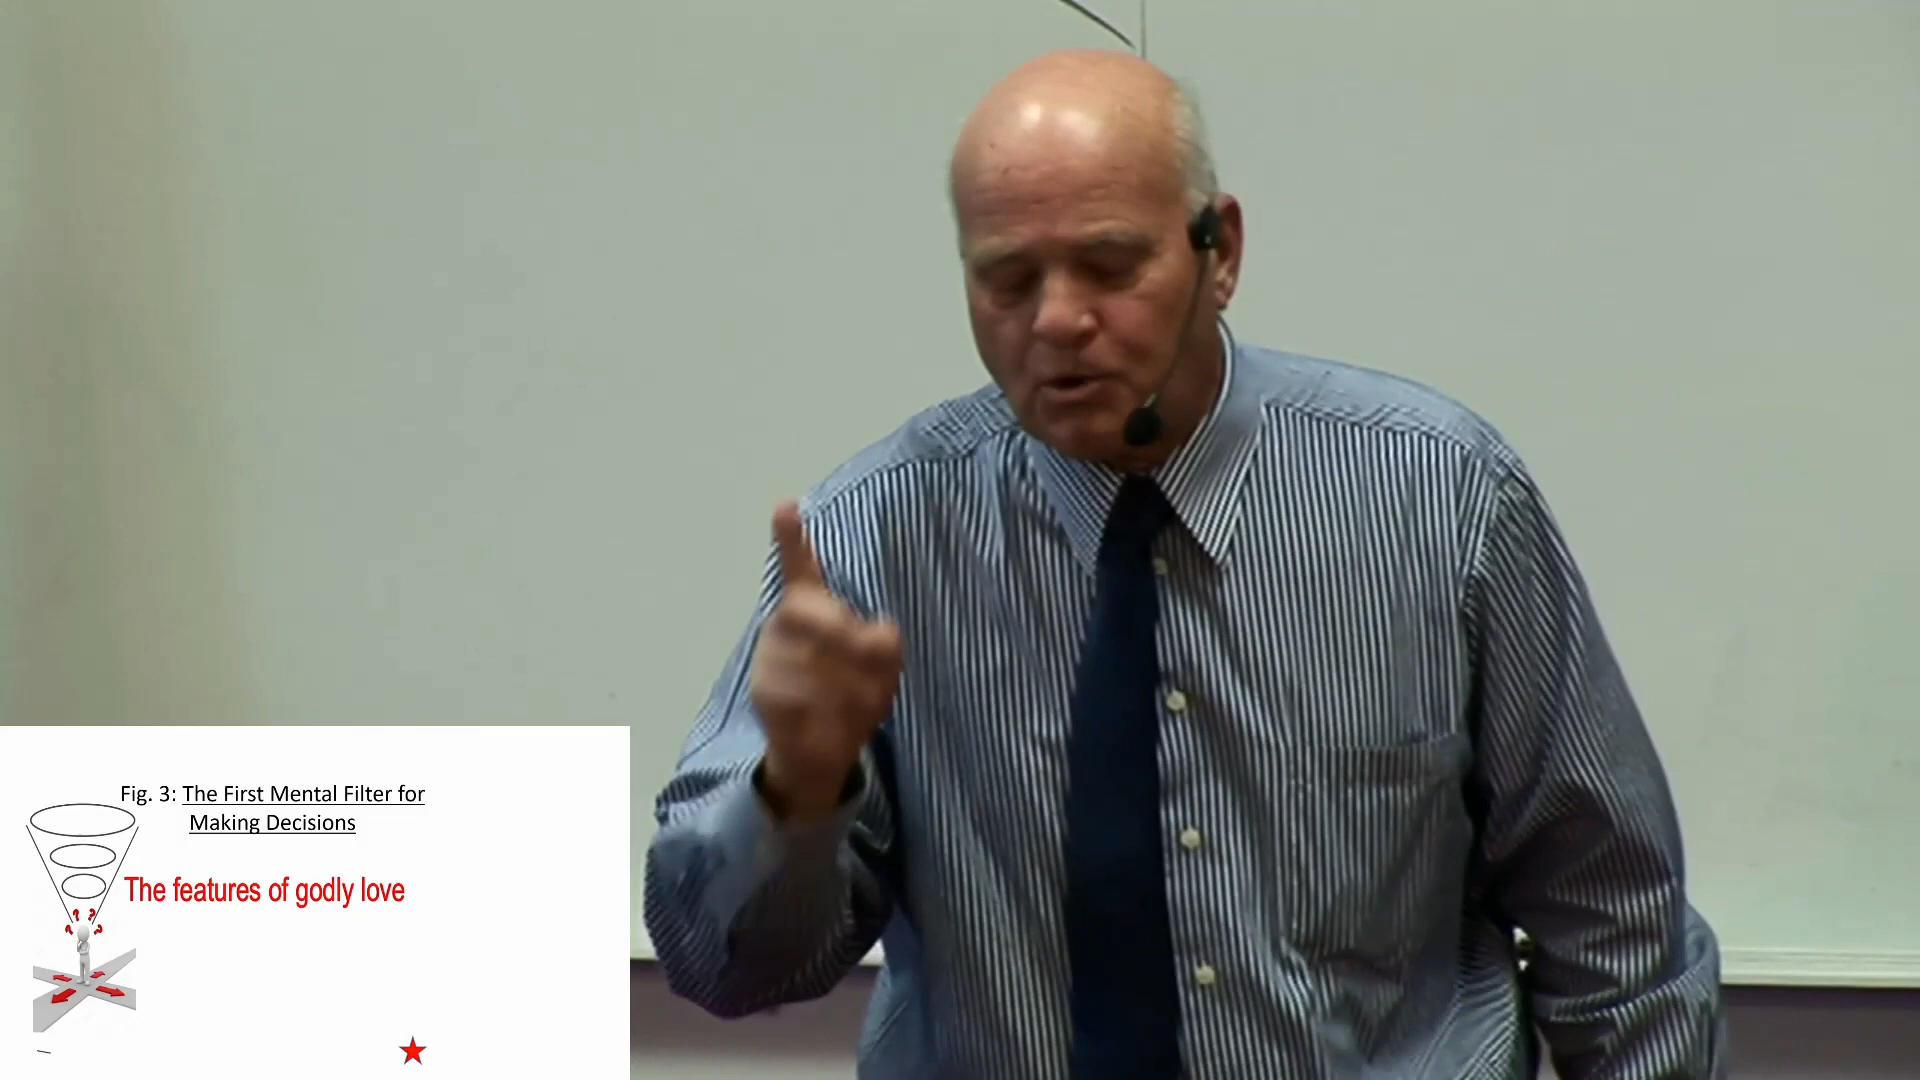 Fig. 3: The First Mental Filter for
Making Decisions
The features of godly love
? ?
? ?